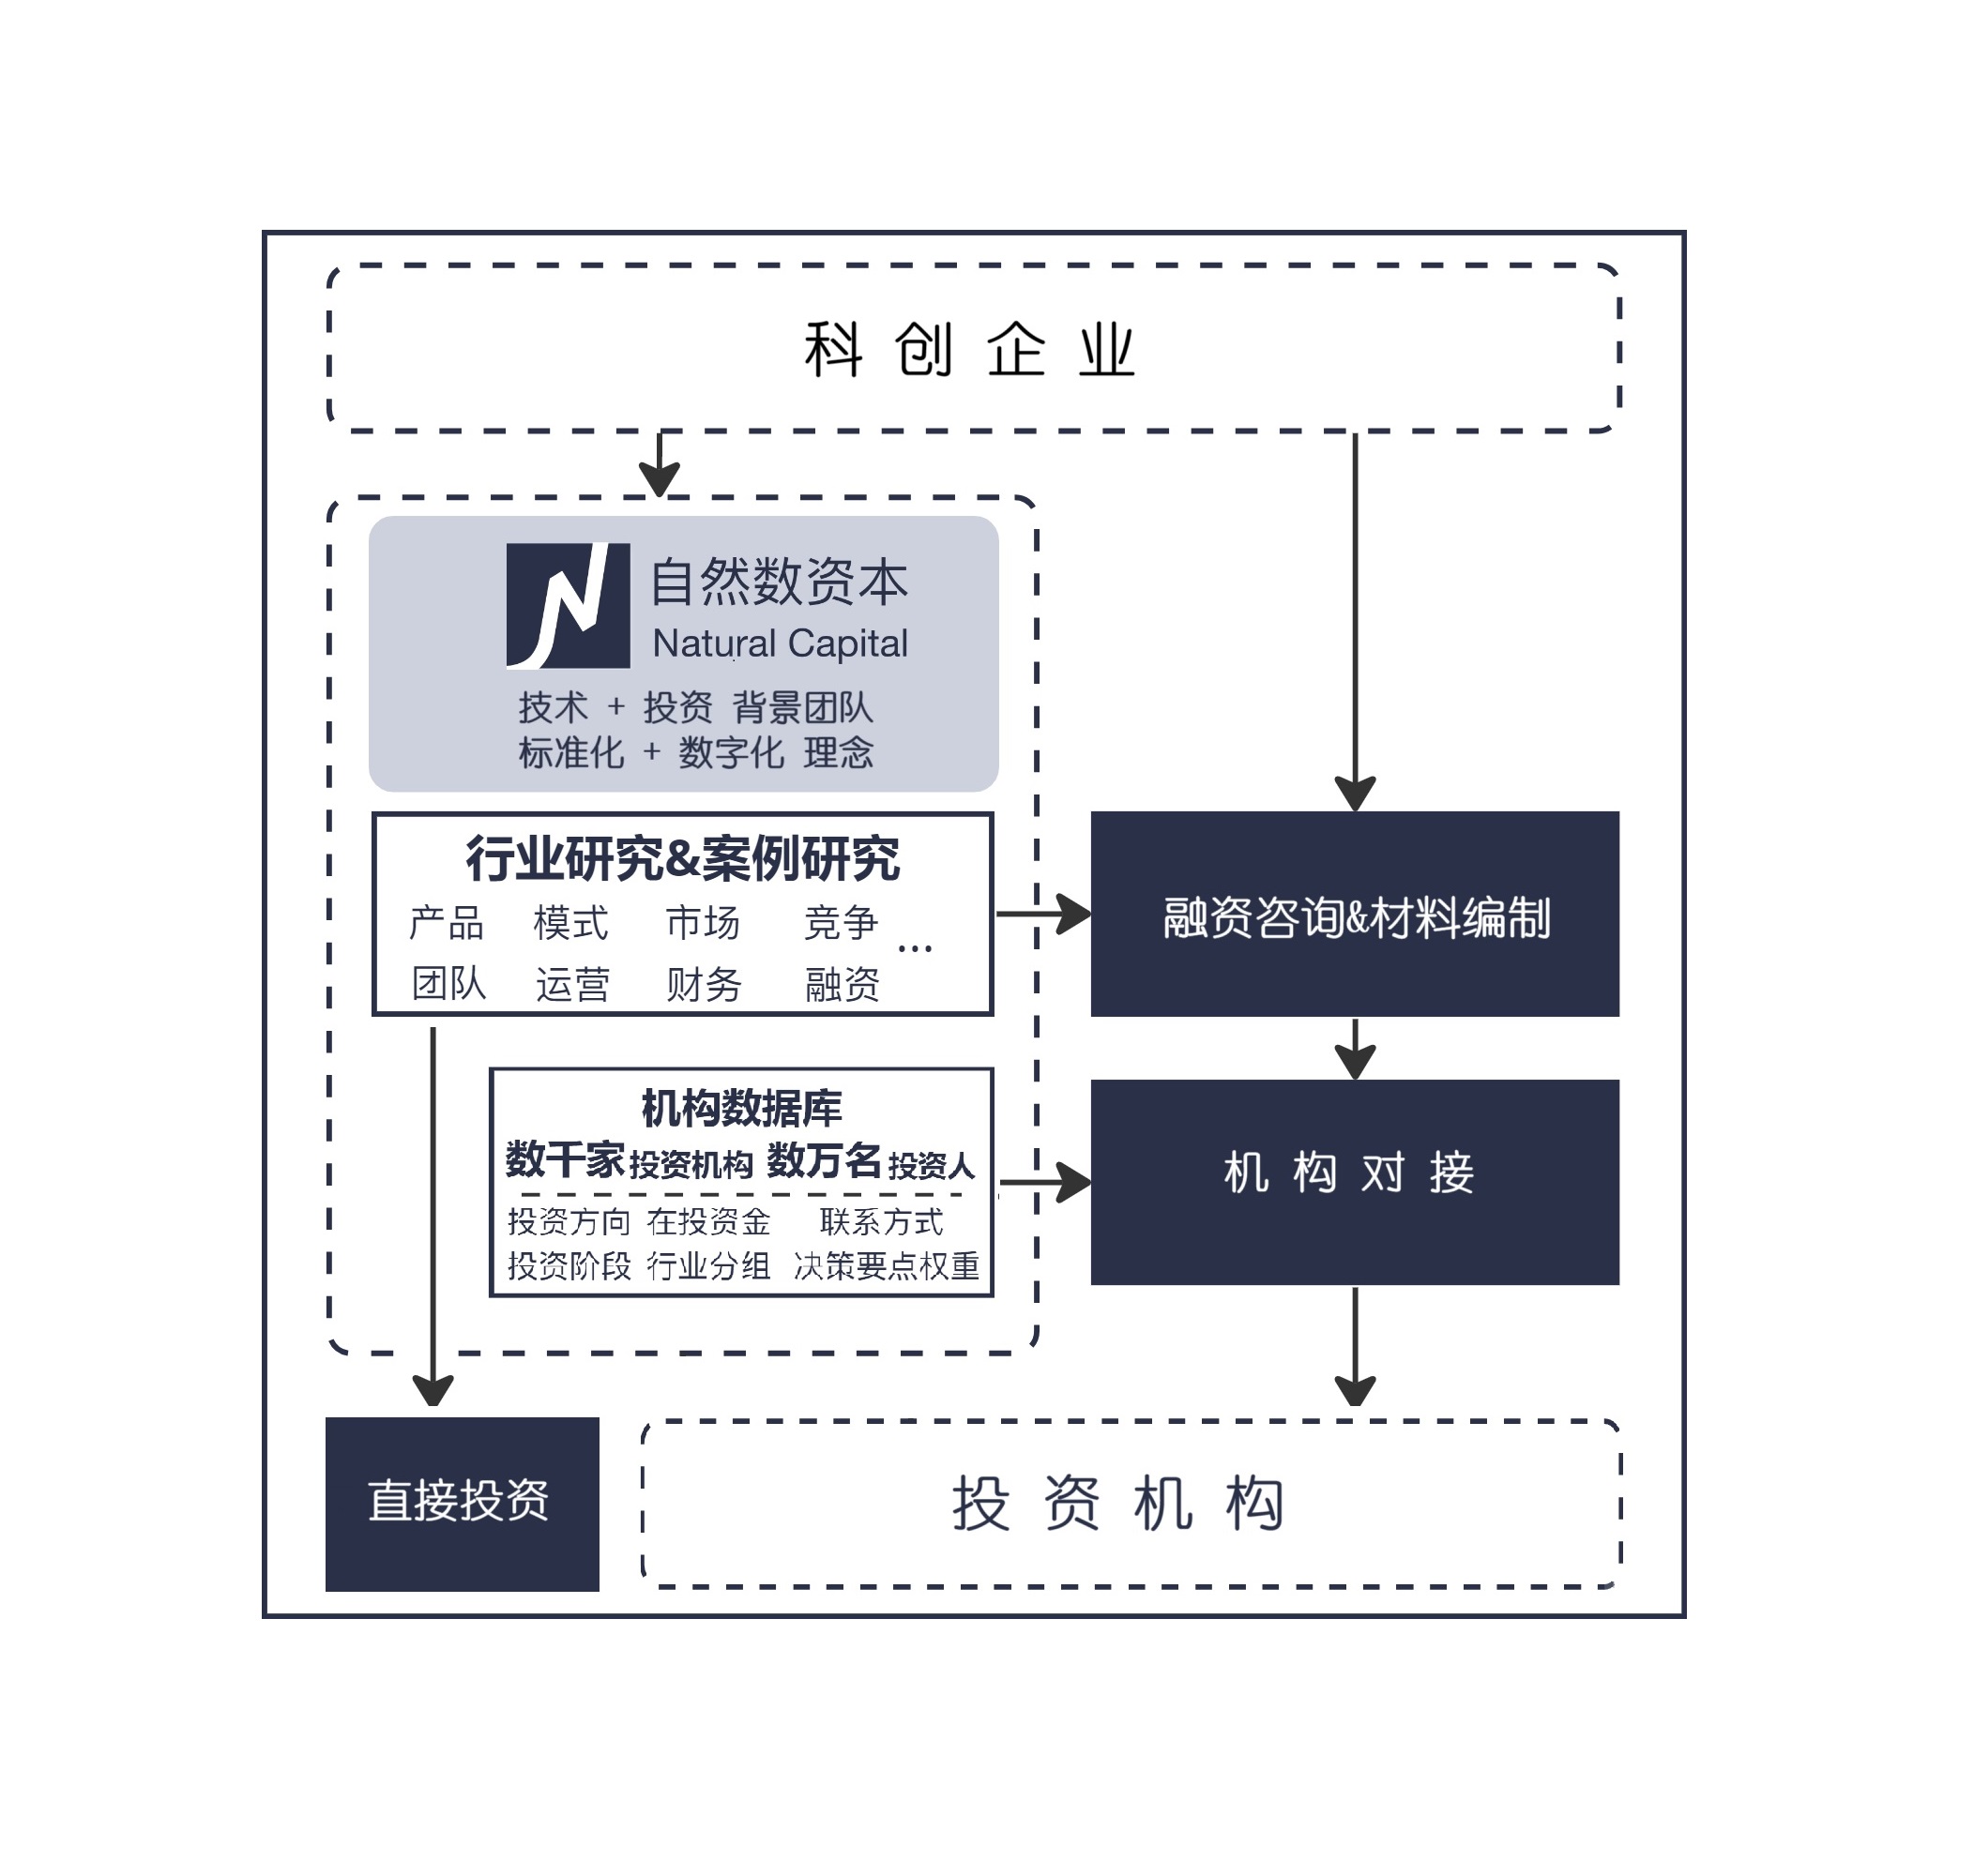 科创企业
自然数资本
Natural Capital
技术 + 投资 背景团队
标准化 + 数字化 理念
行业研究&案例研究
产品 模式 市场 竞争 ...
团队 运营 财务 融资
融资咨询&材料编制
机构数据库
数千家投资机构 数万名投资人
投资方向 在投资金 联系方式
投资阶段 行业分组 决策要点权重
机构对接
直接投资
投资机构